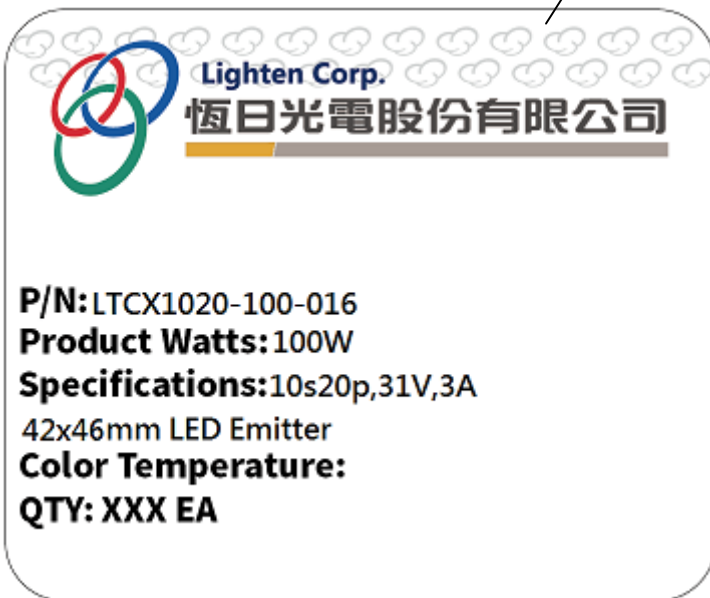 Lighten Corp.
恆日光電股份有限公司
P/N: LTCX1020-100-016
Product Watts: 100W
Specifications:10s20p,31V,3A
42x46mm LED Emitter
Color Temperature:
QTY: XXX EA